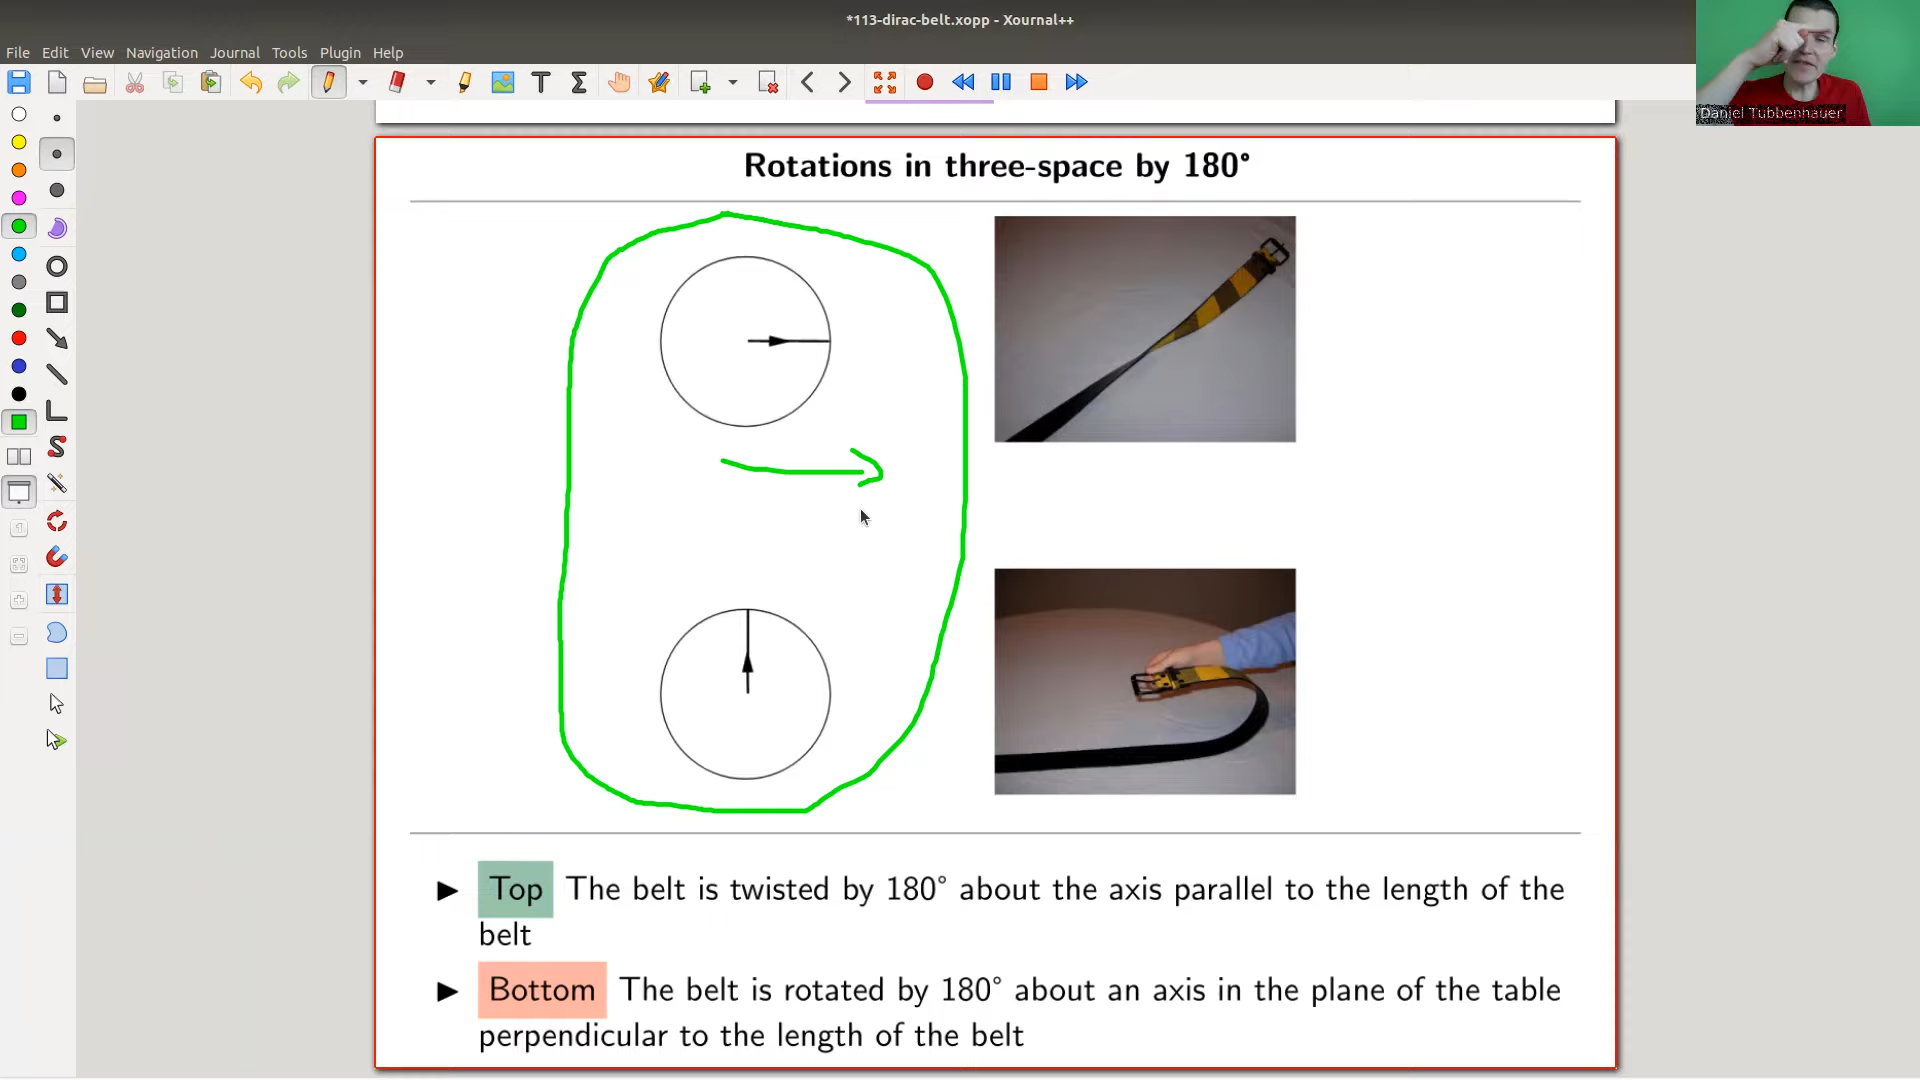 *113-dirac-belt.xopp - Xournal++
File Edit View Navigation Journal Tools Plugin Help
Daniel Tubbenhauer
Rotations in three-space by 180°
► Top The belt is twisted by 180° about the axis parallel to the length of the
belt
► Bottom The belt is rotated by 180° about an axis in the plane of the table
perpendicular to the length of the belt